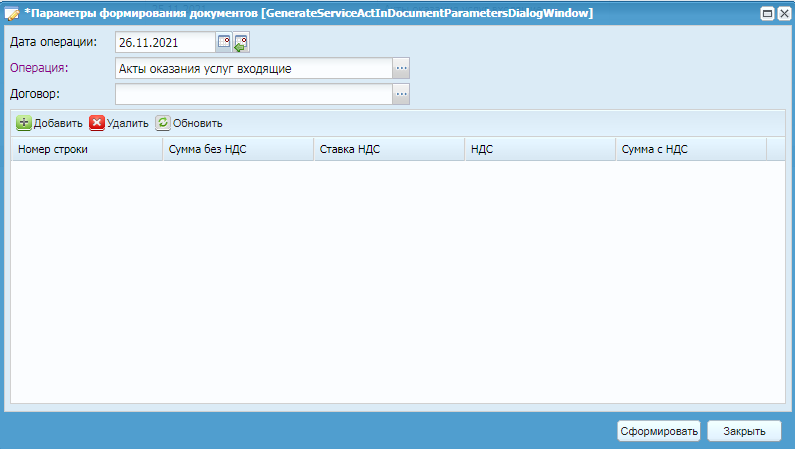 *Параметры формирования документов [GenerateServiceActInDocumentParametersDialogWindow]
Дата операции: 26.11.2021
Операция: Акты оказания услуг входящие ...
Договор: ...
Добавить Удалить Обновить
Номер строки Сумма без НДС Ставка НДС НДС Сумма с НДС
Сформировать Закрыть